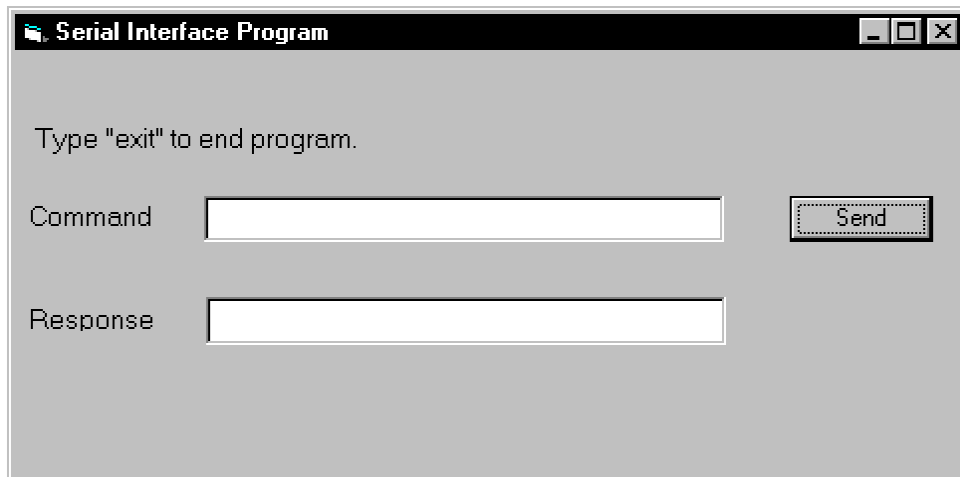 Serial Interface Program
Type "exit" to end program.
Command
Send
Response